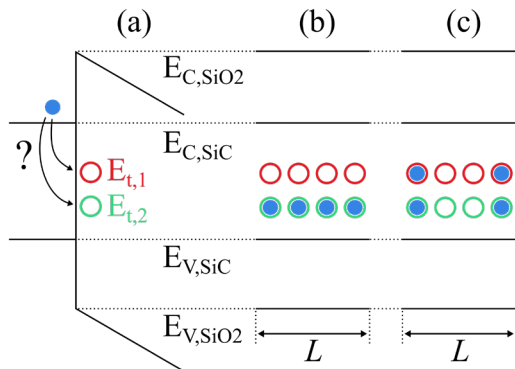 (a) (b) (c)
E_C,SiO2
E_C,SiC
?
E_t,1
E_t,2
E_V,SiC
E_V,SiO2
L L